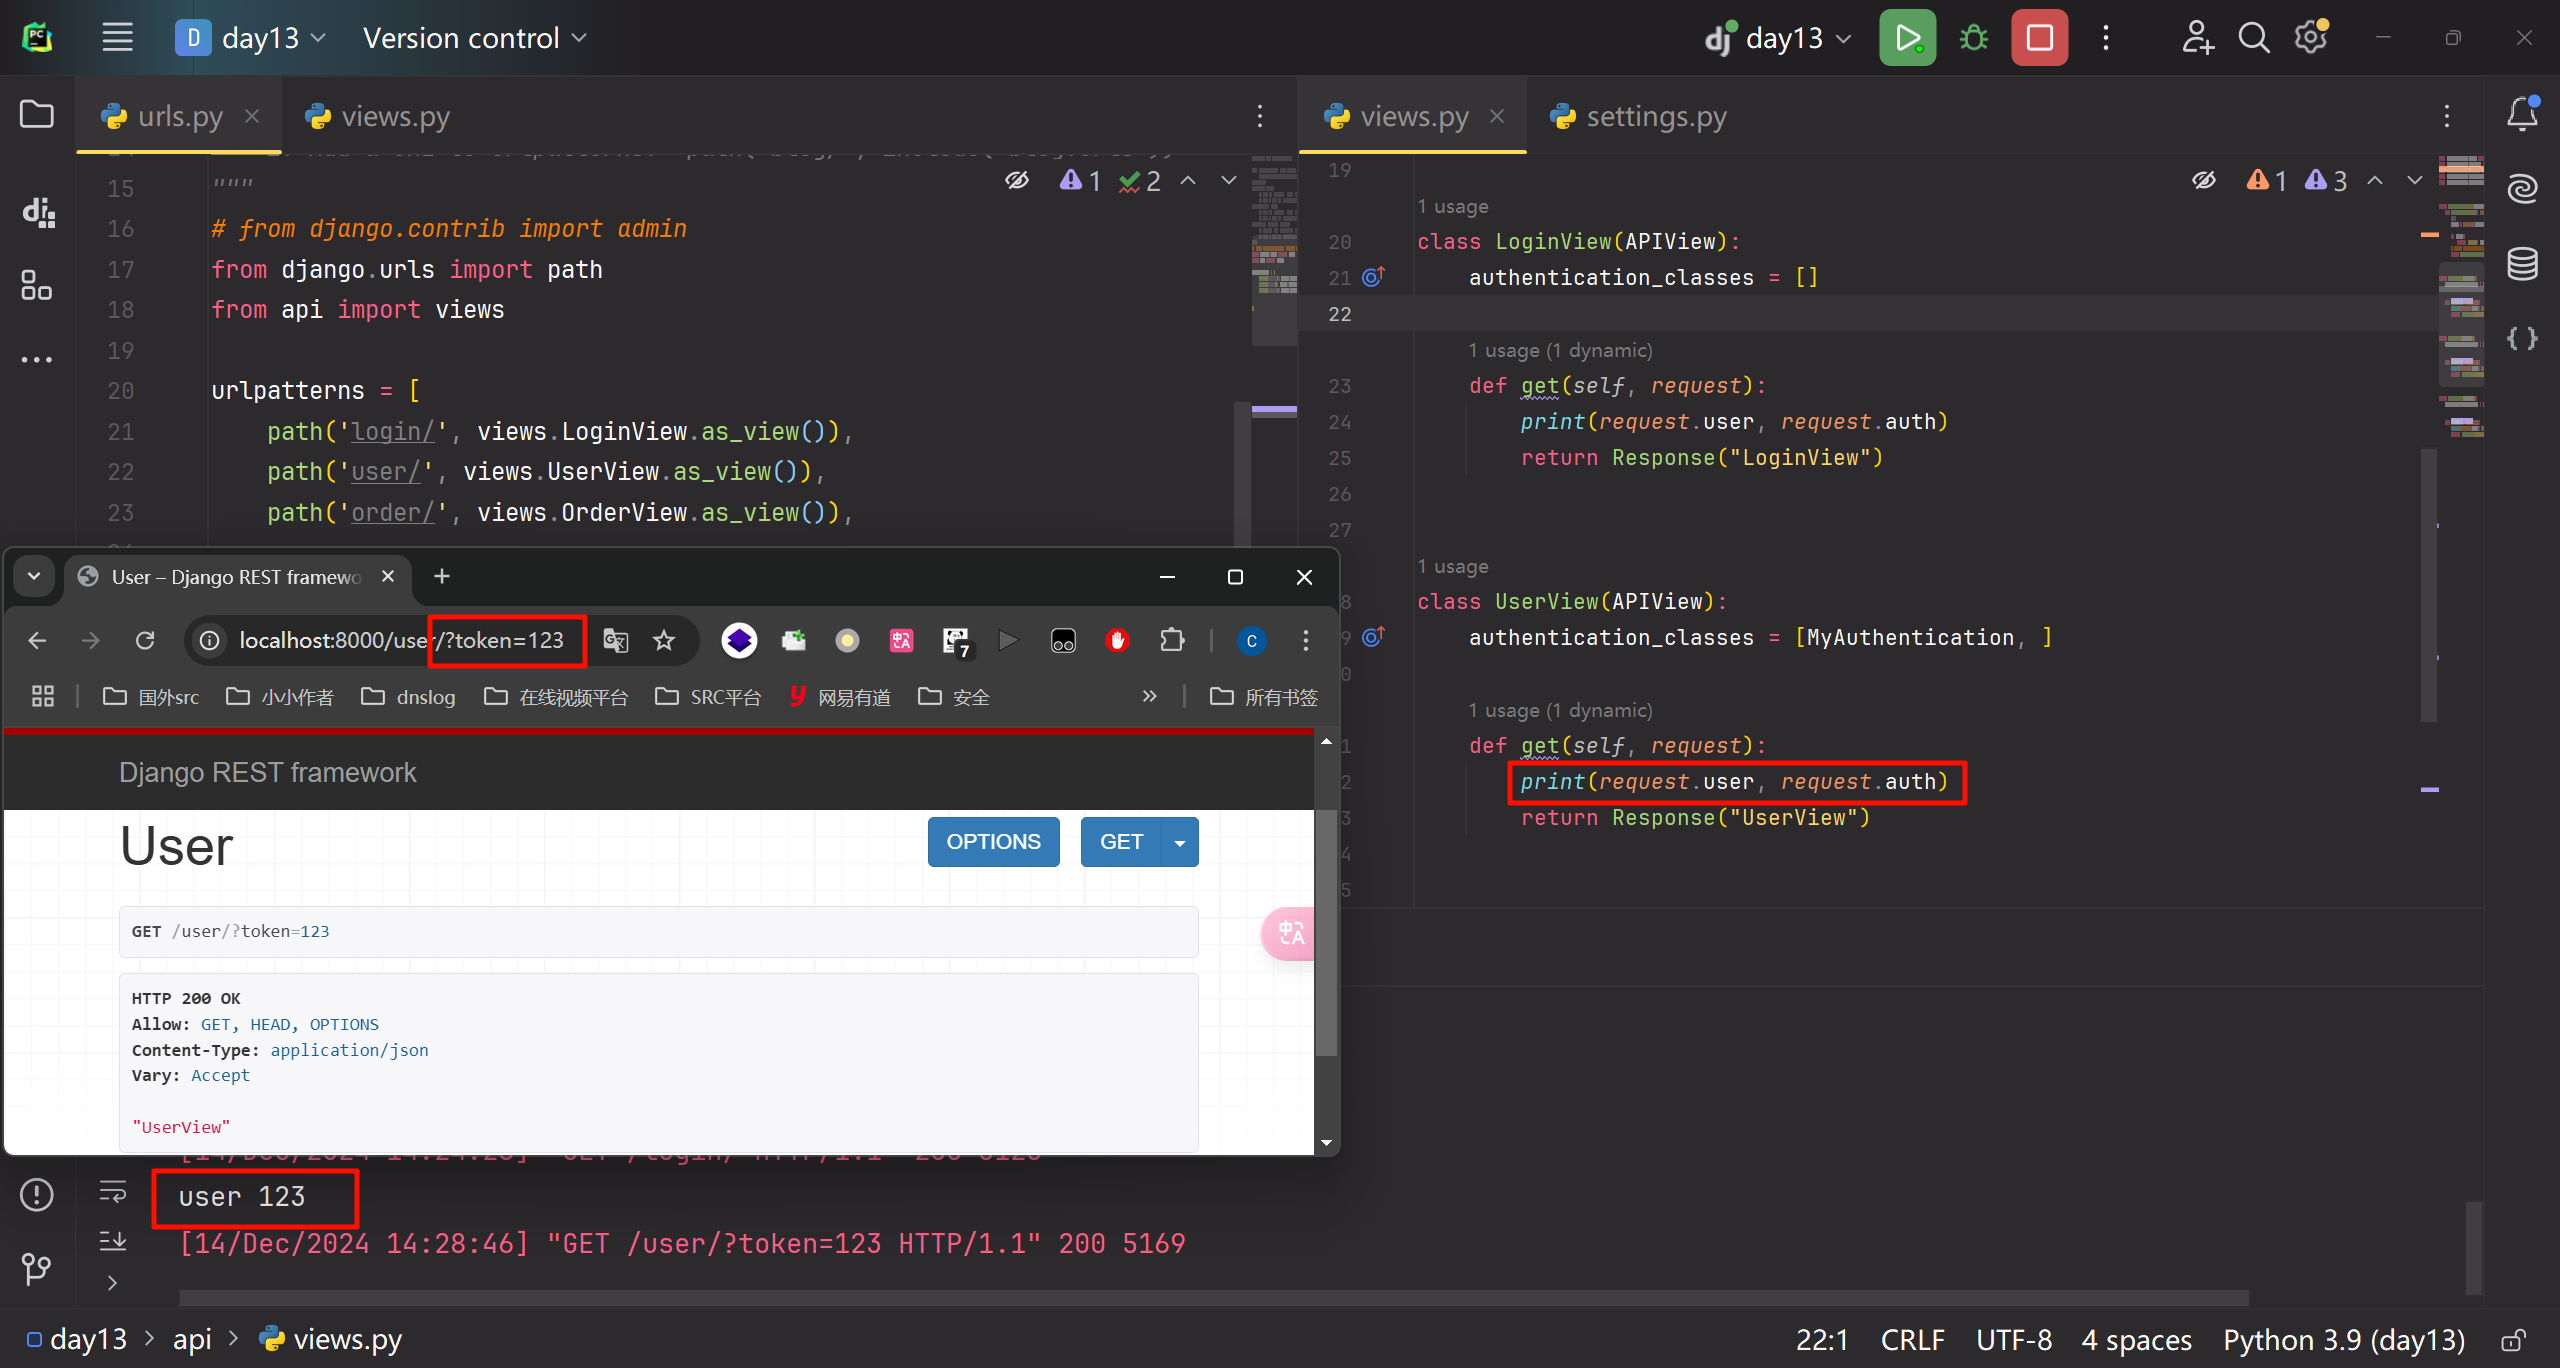 D day13 Version control day13
urls.py views.py
15 """
16 # from django.contrib import admin
17 from django.urls import path
18 from api import views
19
20 urlpatterns = [
21 path('login/', views.LoginView.as_view()),
22 path('user/', views.UserView.as_view()),
23 path('order/', views.OrderView.as_view()),
1 2
views.py settings.py
1 3
19
1 usage
20 class LoginView(APIView):
21 authentication_classes = []
22
1 usage (1 dynamic)
23 def get(self, request):
24 print(request.user, request.auth)
25 return Response("LoginView")
26
27
1 usage
8 class UserView(APIView):
9 authentication_classes = [MyAuthentication, ]
0
1 usage (1 dynamic)
1 def get(self, request):
2 print(request.user, request.auth)
3 return Response("UserView")
4
5
User – Django REST framewo
localhost:8000/user/?token=123
7
C
国外src 小小作者 dnslog 在线视频平台 SRC平台 网易有道 安全 所有书签
Django REST framework
User
OPTIONS GET
GET /user/?token=123
HTTP 200 OK
Allow: GET, HEAD, OPTIONS
Content-Type: application/json
Vary: Accept
"UserView"
user 123
[14/Dec/2024 14:28:46] "GET /user/?token=123 HTTP/1.1" 200 5169
day13 > api > views.py
22:1 CRLF UTF-8 4 spaces Python 3.9 (day13)